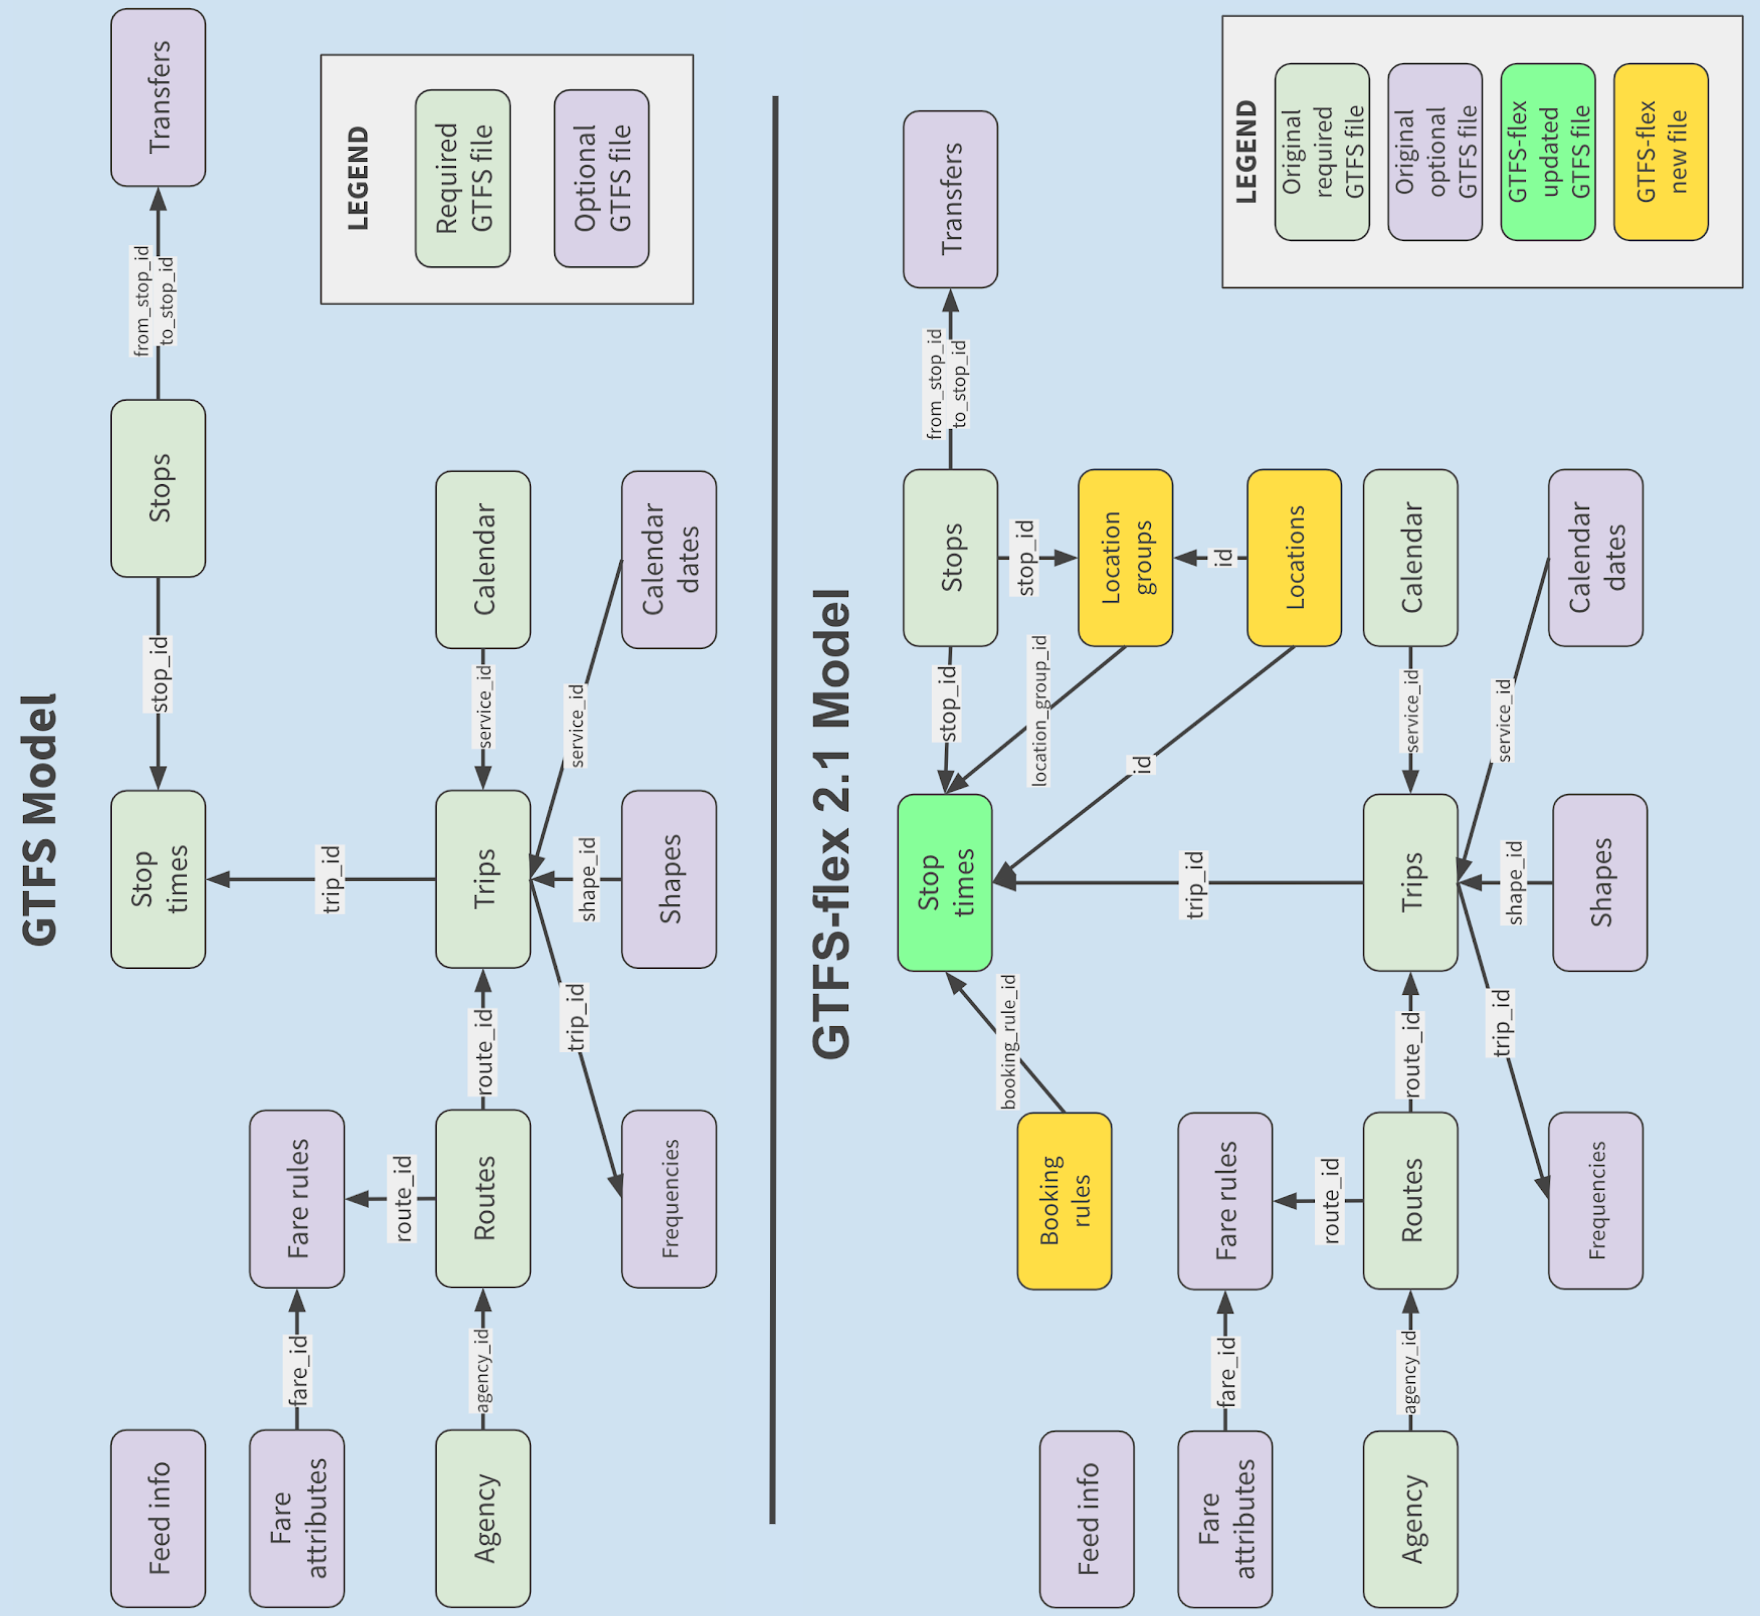 GTFS Model
Feed info
Stop
times
stop_id
Stops
from_stop_id
to_stop_id
Transfers
Fare
attributes
fare_id
Fare rules
route_id
trip_id
Agency
agency_id
Routes
route_id
Trips
service_id
Calendar
trip_id
shape_id
service_id
Frequencies
Shapes
Calendar
dates
LEGEND
Required
GTFS file
Optional
GTFS file
GTFS-flex 2.1 Model
Stop
times
stop_id
Stops
from_stop_id
to_stop_id
Transfers
booking_rule_id
location_group_id
stop_id
Feed info
Booking
rules
id
Location
groups
id
Locations
Fare
attributes
fare_id
Fare rules
route_id
trip_id
Agency
agency_id
Routes
route_id
Trips
service_id
Calendar
trip_id
shape_id
service_id
Frequencies
Shapes
Calendar
dates
LEGEND
Original
required
GTFS file
Original
optional
GTFS file
GTFS-flex
updated
GTFS file
GTFS-flex
new file